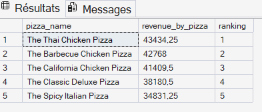 Résultats Messages
pizza_name revenue_by_pizza ranking
1 The Thai Chicken Pizza 43434,25 1
2 The Barbecue Chicken Pizza 42768 2
3 The California Chicken Pizza 41409,5 3
4 The Classic Deluxe Pizza 38180,5 4
5 The Spicy Italian Pizza 34831,25 5